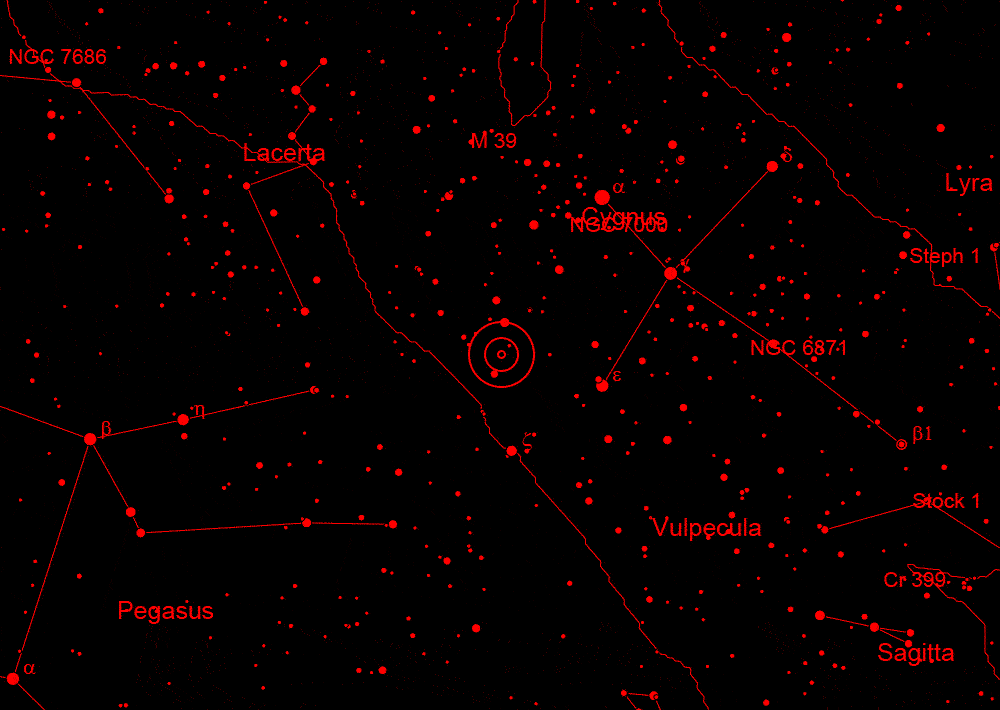 NGC 7686
M 39
Lacerta
δ
Lyra
α
Cygnus
NGC 7000
Steph 1
γ
NGC 6871
ε
η
β
ζ
β1
Stock 1
Vulpecula
Cr 399
Pegasus
Sagitta
α